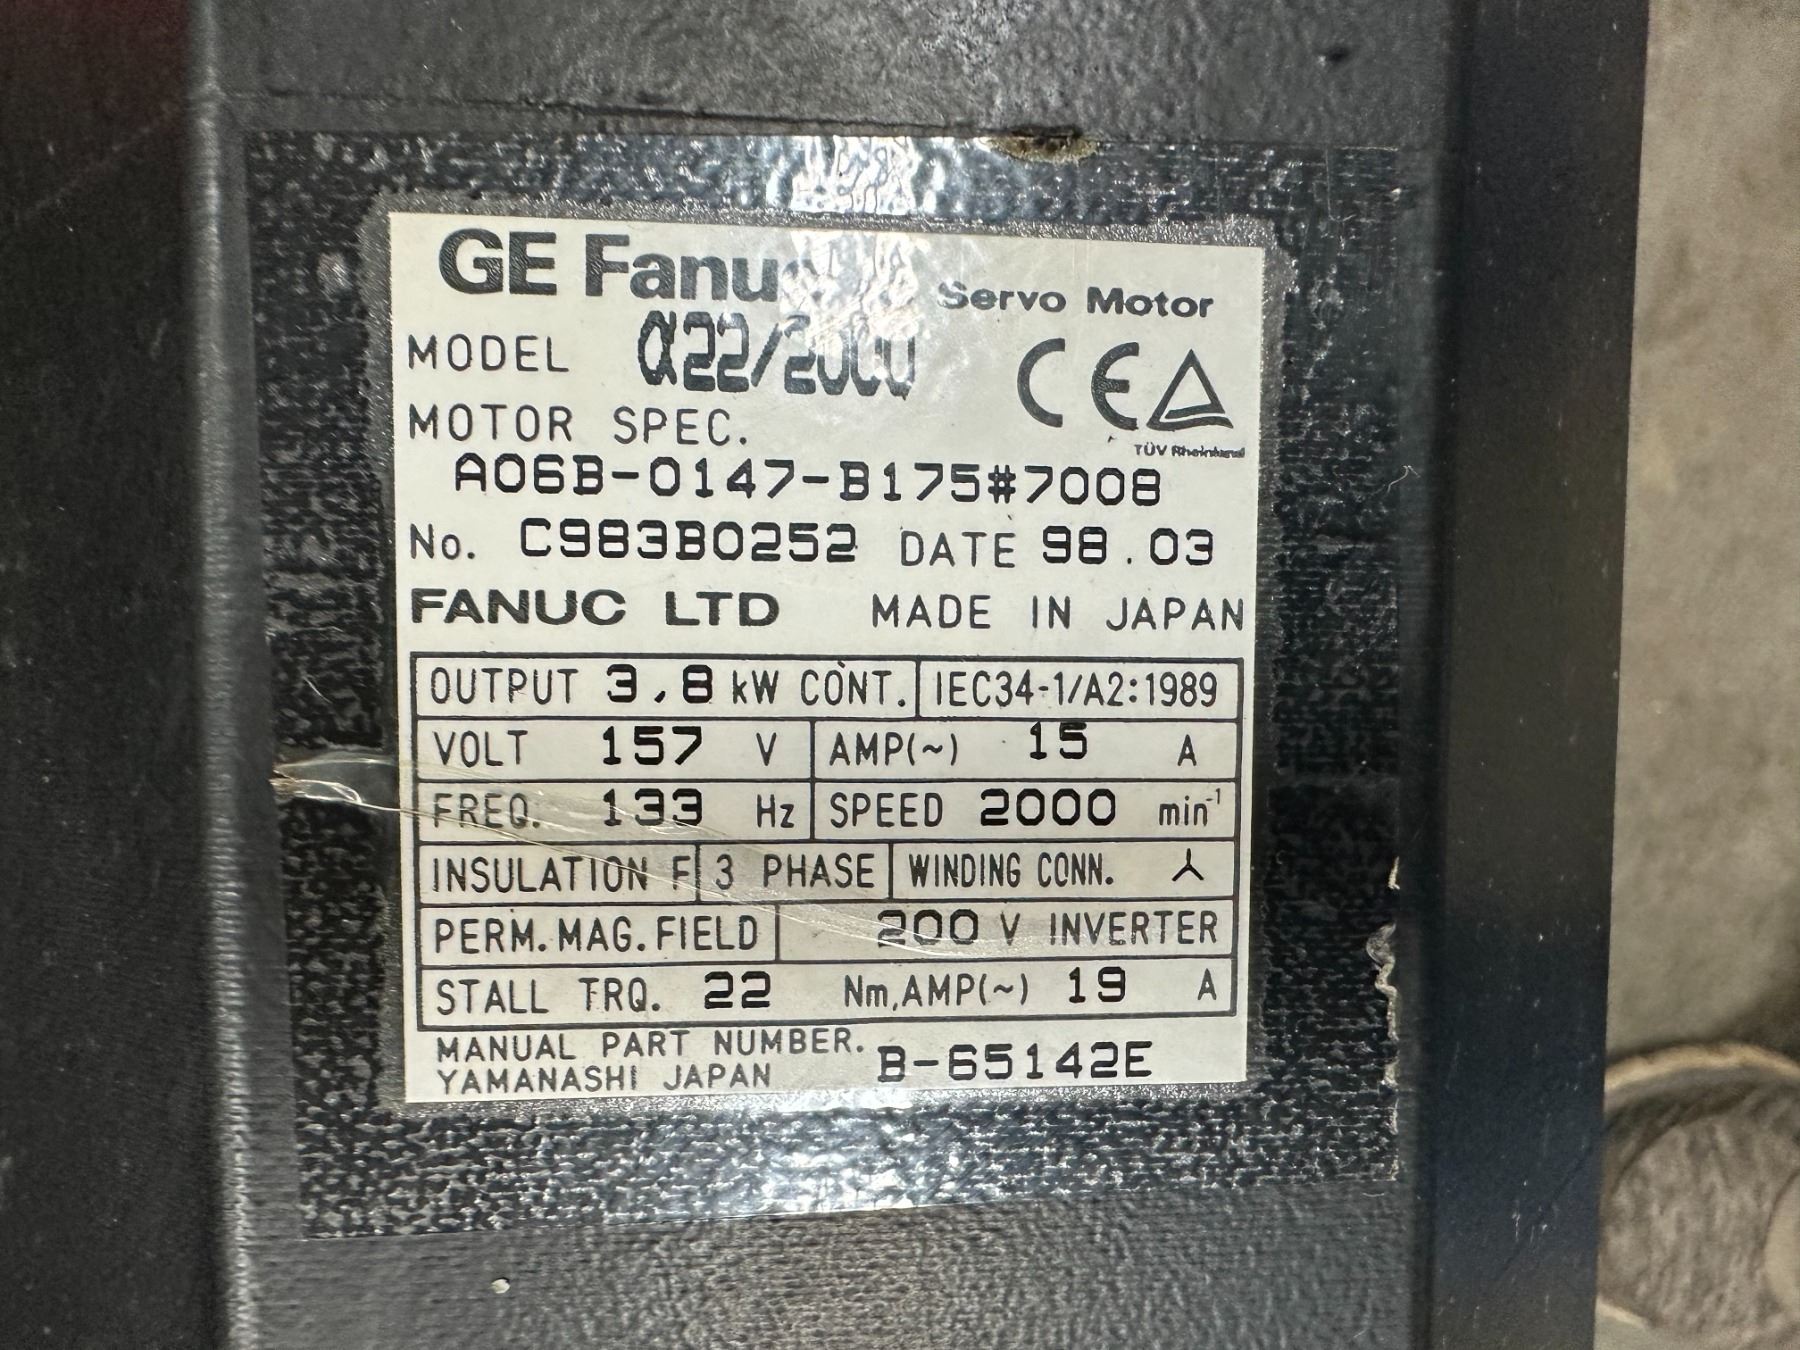 GE Fanuc Servo Motor
MODEL α22/2000
CE
MOTOR SPEC.
TÜV Rheinland
A06B-0147-B175#7008
No. C983B0252 DATE 98.03
FANUC LTD MADE IN JAPAN
OUTPUT 3.8 kW CONT. IEC34-1/A2:1989
VOLT 157 V AMP(~) 15 A
FREQ. 133 Hz SPEED 2000 min⁻¹
INSULATION F 3 PHASE WINDING CONN.
PERM. MAG. FIELD 200 V INVERTER
STALL TRQ. 22 Nm, AMP(~) 19 A
MANUAL PART NUMBER. B-65142E
YAMANASHI JAPAN